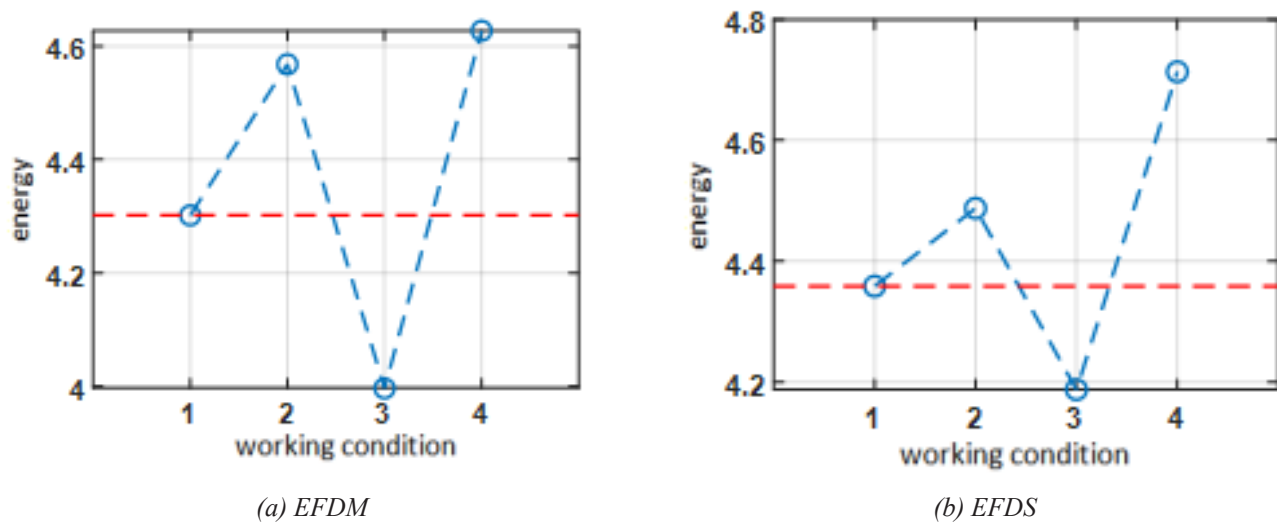 4.6
4.4
4.2
4
energy
1 2 3 4
working condition
(a) EFDM
4.8
4.6
4.4
4.2
energy
1 2 3 4
working condition
(b) EFDS